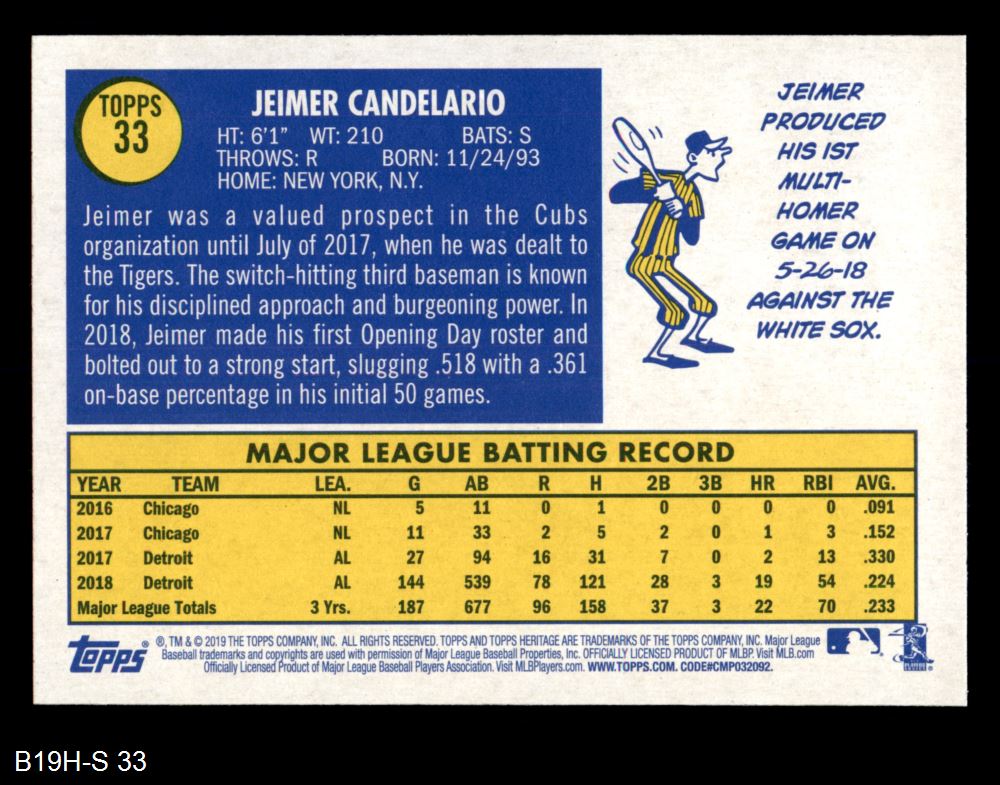 TOPPS
33
JEIMER CANDELARIO
HT: 6'1" WT: 210 BATS: S
THROWS: R BORN: 11/24/93
HOME: NEW YORK, N.Y.
Jeimer was a valued prospect in the Cubs
organization until July of 2017, when he was dealt to
the Tigers. The switch-hitting third baseman is known
for his disciplined approach and burgeoning power. In
2018, Jeimer made his first Opening Day roster and
bolted out to a strong start, slugging .518 with a .361
on-base percentage in his initial 50 games.
JEIMER
PRODUCED
HIS 1ST
MULTI-
HOMER
GAME ON
5-26-18
AGAINST THE
WHITE SOX.
MAJOR LEAGUE BATTING RECORD
YEAR TEAM LEA. G AB R H 2B 3B HR RBI AVG.
2016 Chicago NL 5 11 0 1 0 0 0 0 .091
2017 Chicago NL 11 33 2 5 2 0 1 3 .152
2017 Detroit AL 27 94 16 31 7 0 2 13 .330
2018 Detroit AL 144 539 78 121 28 3 19 54 .224
Major League Totals 3 Yrs. 187 677 96 158 37 3 22 70 .233
Topps
®, TM & © 2019 THE TOPPS COMPANY, INC. ALL RIGHTS RESERVED. TOPPS AND TOPPS HERITAGE ARE TRADEMARKS OF THE TOPPS COMPANY, INC. Major League
Baseball trademarks and copyrights are used with permission of Major League Baseball Properties, Inc. OFFICIALLY LICENSED PRODUCT OF MLBP. Visit MLB.com
Officially Licensed Product of Major League Baseball Players Association. Visit MLBPlayers.com. WWW.TOPPS.COM. CODE#CMP032092.
B19H-S 33